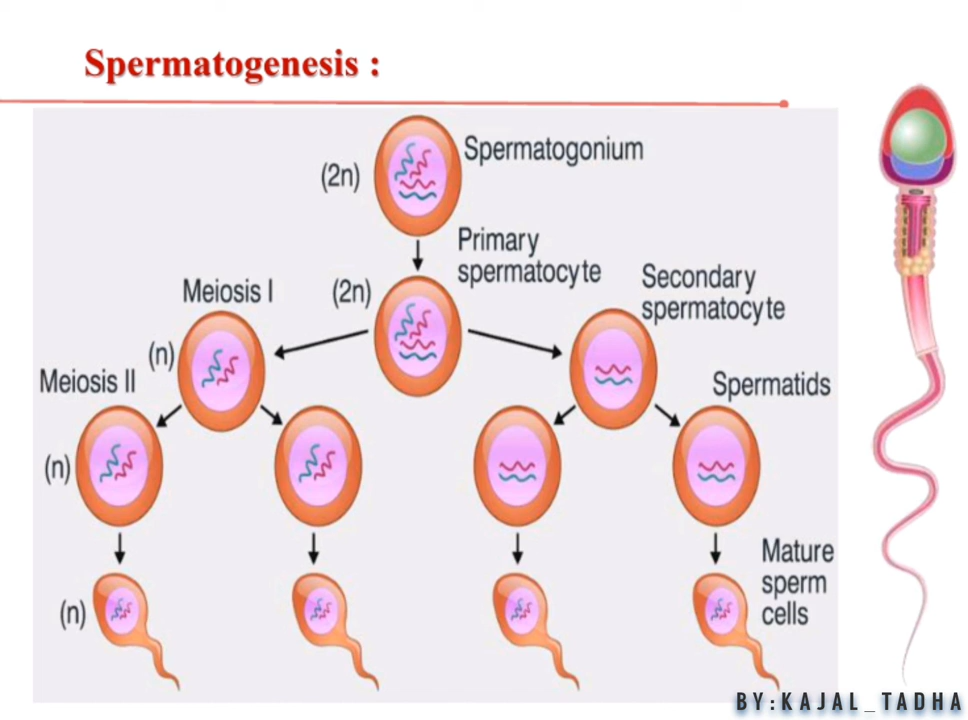 Spermatogenesis :
Spermatogonium
(2n)
Primary
spermatocyte
Secondary
spermatocyte
Meiosis I
(2n)
(n)
Meiosis II
Spermatids
(n)
Mature
sperm
cells
(n)
BY:KAJAL_TADHA